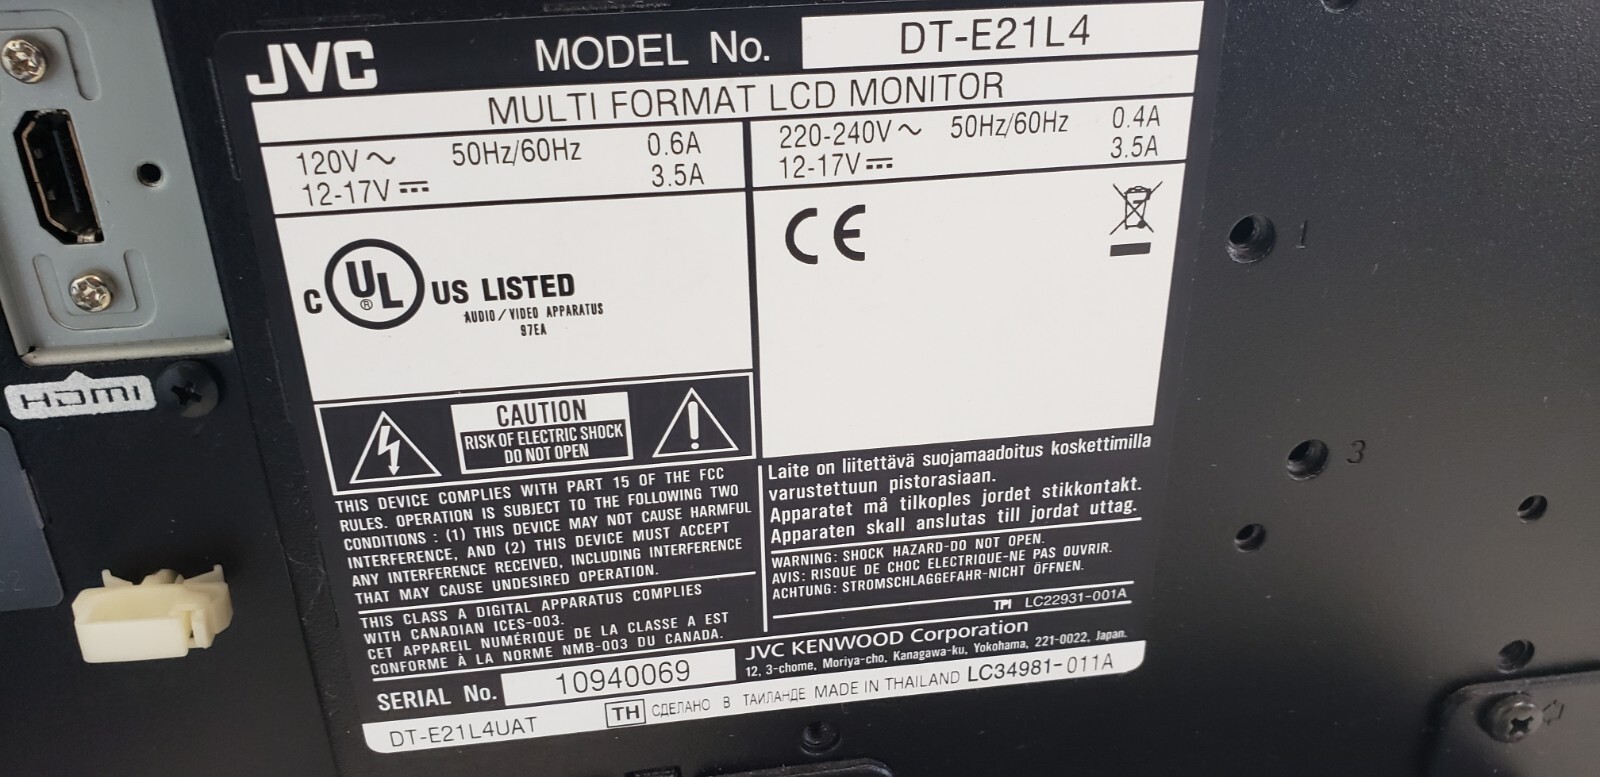 JVC MODEL No. DT-E21L4
MULTI FORMAT LCD MONITOR
120V~ 50Hz/60Hz 0.6A
12-17V⎓ 3.5A
220-240V~ 50Hz/60Hz 0.4A
12-17V⎓ 3.5A
C UL® US LISTED
AUDIO/VIDEO APPARATUS
97EA
CE
HDMI
CAUTION
RISK OF ELECTRIC SHOCK
DO NOT OPEN
THIS DEVICE COMPLIES WITH PART 15 OF THE FCC
RULES. OPERATION IS SUBJECT TO THE FOLLOWING TWO
CONDITIONS : (1) THIS DEVICE MAY NOT CAUSE HARMFUL
INTERFERENCE, AND (2) THIS DEVICE MUST ACCEPT
ANY INTERFERENCE RECEIVED, INCLUDING INTERFERENCE
THAT MAY CAUSE UNDESIRED OPERATION.
THIS CLASS A DIGITAL APPARATUS COMPLIES
WITH CANADIAN ICES-003.
CET APPAREIL NUMÉRIQUE DE LA CLASSE A EST
CONFORME À LA NORME NMB-003 DU CANADA.
Laite on liitettävä suojamaadoitus koskettimilla
varustettuun pistorasiaan.
Apparatet må tilkoples jordet stikkontakt.
Apparaten skall anslutas till jordat uttag.
WARNING: SHOCK HAZARD-DO NOT OPEN.
AVIS: RISQUE DE CHOC ELECTRIQUE-NE PAS OUVRIR.
ACHTUNG: STROMSCHLAGGEFAHR-NICHT ÖFFNEN.
TPI LC22931-001A
JVC KENWOOD Corporation
12, 3-chome, Moriya-cho, Kanagawa-ku, Yokohama, 221-0022, Japan.
SERIAL No. 10940069
DT-E21L4UAT TH СДЕЛАНО В ТАИЛАНДЕ MADE IN THAILAND LC34981-011A
1
3